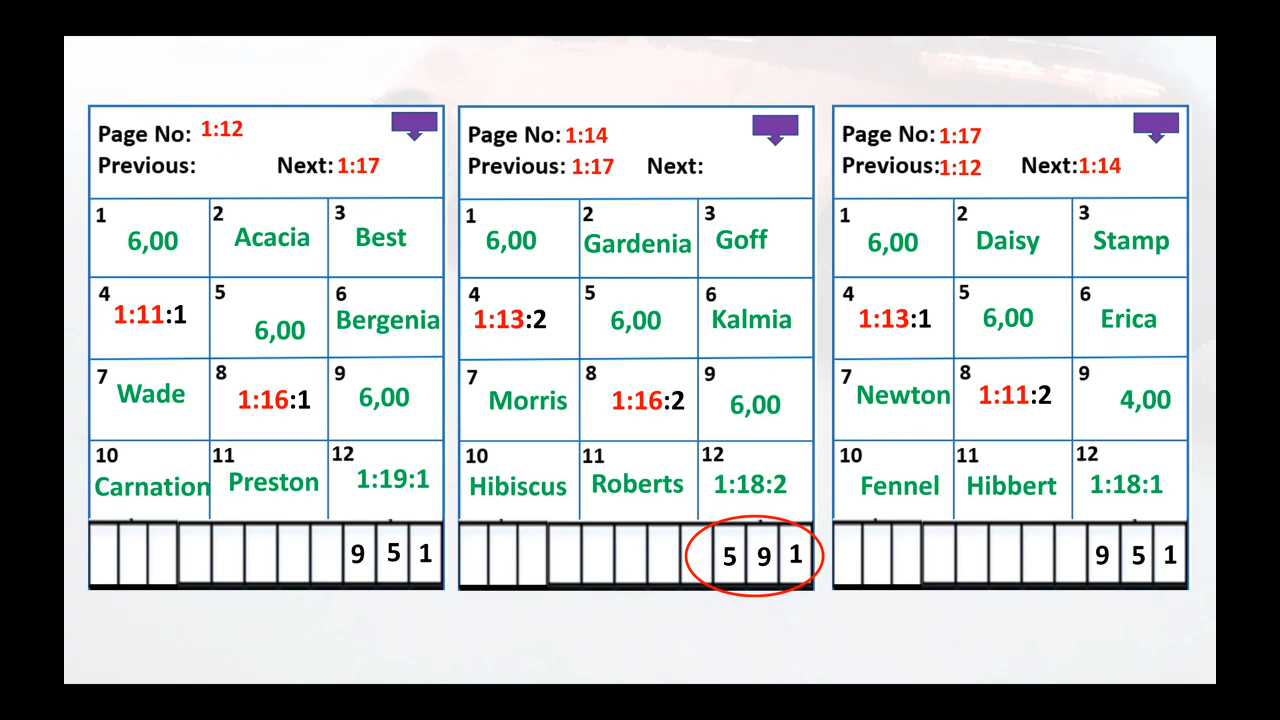 Page No: 1:12
Previous: Next: 1:17
1 6,00 2 Acacia 3 Best
4 1:11:1 5 6,00 6 Bergenia
7 Wade 8 1:16:1 9 6,00
10 Carnation 11 Preston 12 1:19:1
9 5 1
Page No: 1:14
Previous: 1:17 Next:
1 6,00 2 Gardenia 3 Goff
4 1:13:2 5 6,00 6 Kalmia
7 Morris 8 1:16:2 9 6,00
10 Hibiscus 11 Roberts 12 1:18:2
5 9 1
Page No: 1:17
Previous: 1:12 Next: 1:14
1 6,00 2 Daisy 3 Stamp
4 1:13:1 5 6,00 6 Erica
7 Newton 8 1:11:2 9 4,00
10 Fennel 11 Hibbert 12 1:18:1
9 5 1